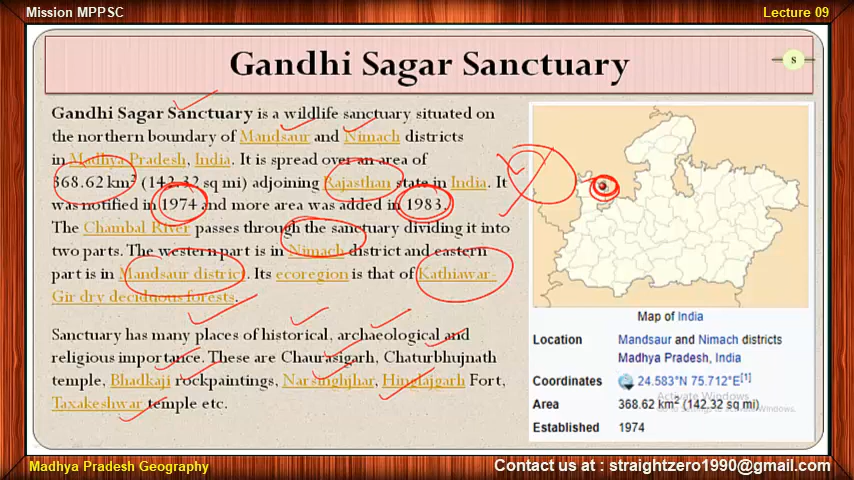 Mission MPPSC
Lecture 09
Gandhi Sagar Sanctuary
8
Gandhi Sagar Sanctuary is a wildlife sanctuary situated on
the northern boundary of Mandsaur and Nimach districts
in Madhya Pradesh, India. It is spread over an area of
368.62 km² (142.32 sq mi) adjoining Rajasthan state in India. It
was notified in 1974 and more area was added in 1983.
The Chambal River passes through the sanctuary dividing it into
two parts. The western part is in Nimach district and eastern
part is in Mandsaur district. Its ecoregion is that of Kathiawar-
Gir dry deciduous forests.
Sanctuary has many places of historical, archaeological and
religious importance. These are Chaurasigarh, Chaturbhujnath
temple, Bhadkaji rockpaintings, Narsinghjhar, Hinglajgarh Fort,
Taxakeshwar temple etc.
Map of India
Location Mandsaur and Nimach districts
Madhya Pradesh, India
Coordinates 24.583°N 75.712°E[1]
Activate Windows
Area 368.62 km² (142.32 sq mi)
Established 1974
Madhya Pradesh Geography
Contact us at : straightzero1990@gmail.com